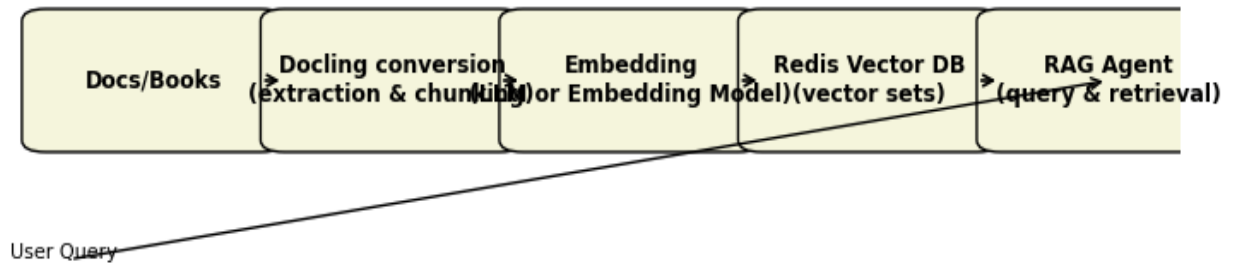 Docs/Books
Docling conversion
(extraction & chunking)
Embedding
(LLM or Embedding Model)
Redis Vector DB
(vector sets)
RAG Agent
(query & retrieval)
User Query